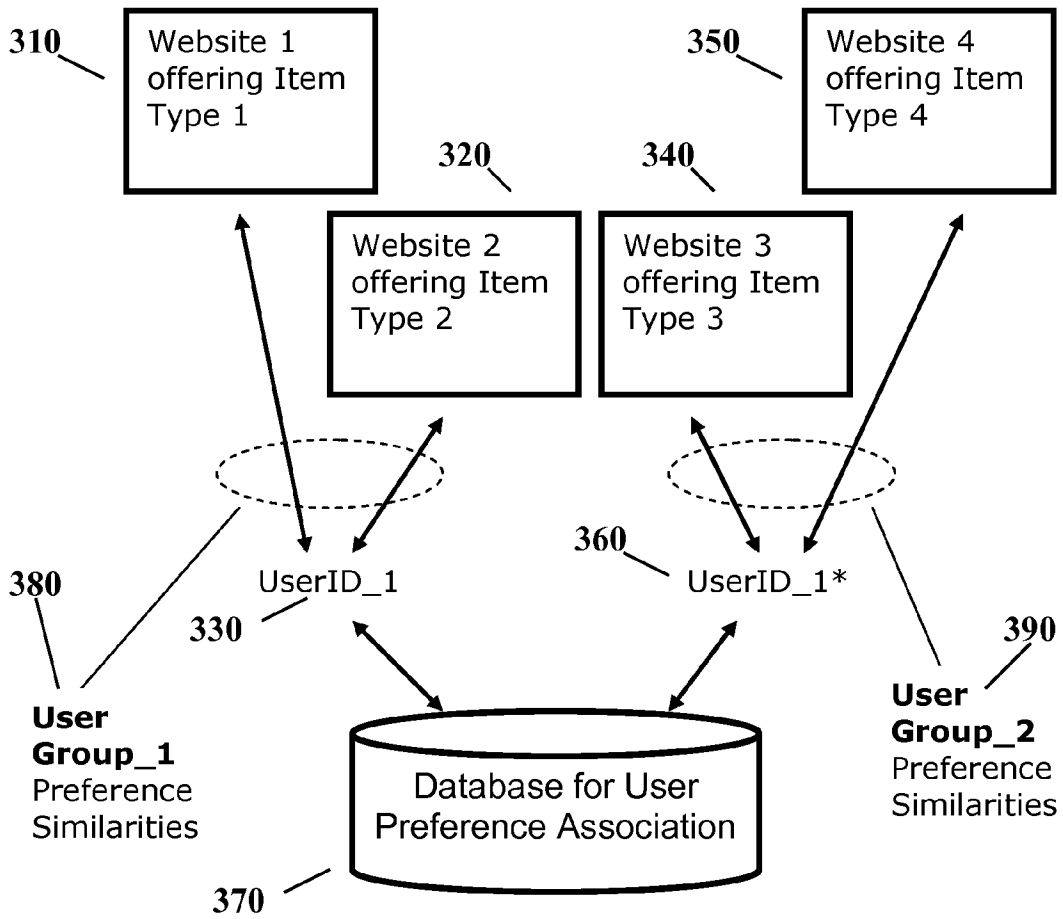 310
Website 1
offering Item
Type 1
350
Website 4
offering Item
Type 4
320
Website 2
offering Item
Type 2
340
Website 3
offering Item
Type 3
380
UserID_1
330
360
UserID_1*
390
User
Group_1
Preference
Similarities
User
Group_2
Preference
Similarities
Database for User
Preference Association
370